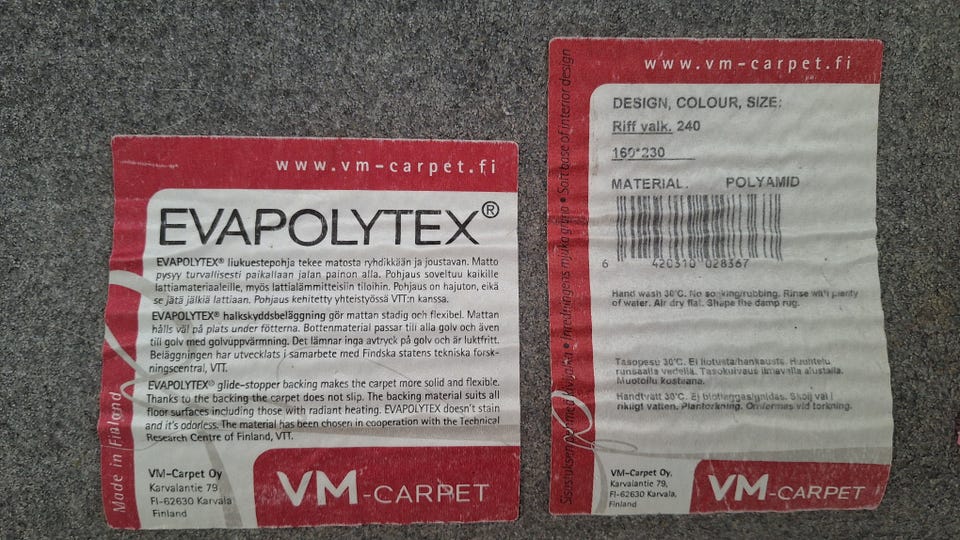 www.vm-carpet.fi
EVAPOLYTEX®
EVAPOLYTEX® liukuestepohja tekee matosta ryhdikkään ja joustavan. Matto
pysyy turvallisesti paikallaan jalan painon alla. Pohjaus soveltuu kaikille
lattiamateriaaleille, myös lattialämmitteisiin tiloihin. Pohjaus on hajuton, eikä
se jätä jälkiä lattiaan. Pohjaus kehitetty yhteistyössä VTT:n kanssa.
EVAPOLYTEX® halkskyddsbeläggning gör mattan stadig och flexibel. Mattan
hålls väl på plats under fötterna. Bottenmaterial passar till alla golv och även
till golv med golvuppvärmning. Det lämnar inga avtryck på golv och är luktfritt.
Beläggningen har utvecklats i samarbete med Findska statens tekniska forsk-
ningscentral, VTT.
EVAPOLYTEX® glide-stopper backing makes the carpet more solid and flexible.
Thanks to the backing the carpet does not slip. The backing material suits all
floor surfaces including those with radiant heating. EVAPOLYTEX doesn't stain
and it's odorless. The material has been chosen in cooperation with the Technical
Research Centre of Finland, VTT.
Made in Finland
VM-Carpet Oy
Karvalantie 79
FI-62630 Karvala
Finland
VM-CARPET
www.vm-carpet.fi
DESIGN, COLOUR, SIZE:
Riff valk. 240
160*230
MATERIAL. POLYAMID
6 420310 028367
Hand wash 30'C. No soaking/rubbing. Rinse with plenty
of water. Air dry flat. Shape the damp rug.
Tasopesu 30'C. Ei liotusta/hankausta. Huuhtelu
runsaalla vedellä. Tasokuivaus ilmavalla alustalla.
Muotoilu kosteana.
Handtvätt 30'C. Ej blötläggas/gnidas. Skölj väl i
rikligt vatten. Plantorkning. Omformas vid torkning.
• Inredningens mjuka grund • Soft base of interior design
VM-Carpet Oy.
Karvalantie 79,
FI-62630 Karvala,
Finland
VM-CARPET